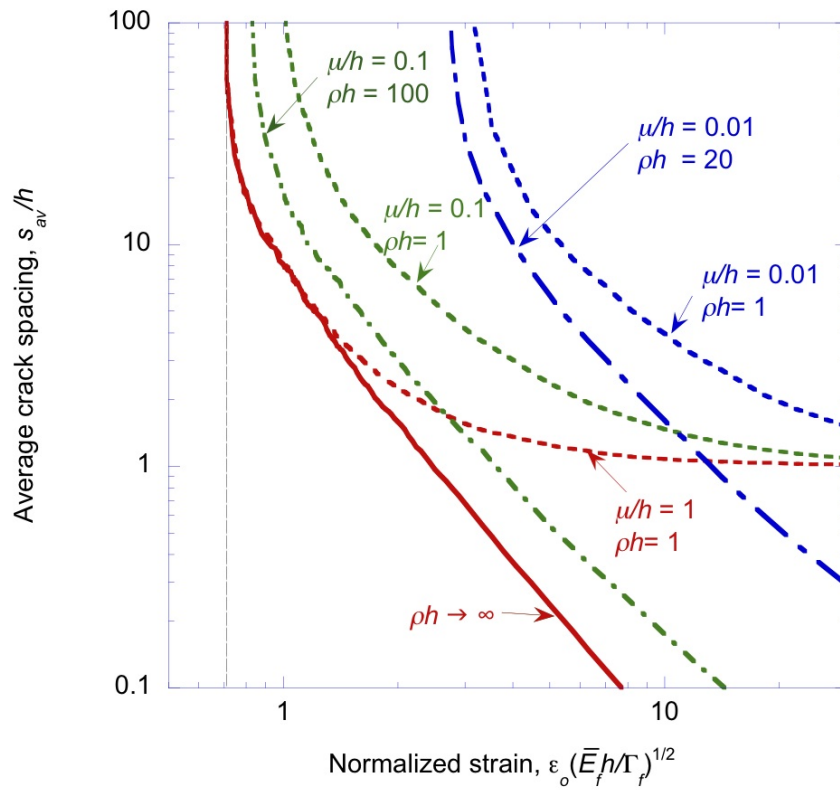 100
μ/h = 0.1
ρh = 100
μ/h = 0.01
ρh = 20
μ/h = 0.1
ρh= 1
10
μ/h = 0.01
ρh= 1
Average crack spacing, s_av/h
1
μ/h = 1
ρh= 1
ρh → ∞
0.1
1
10
Normalized strain, ε_o(E̅_f h/Γ_f)^1/2